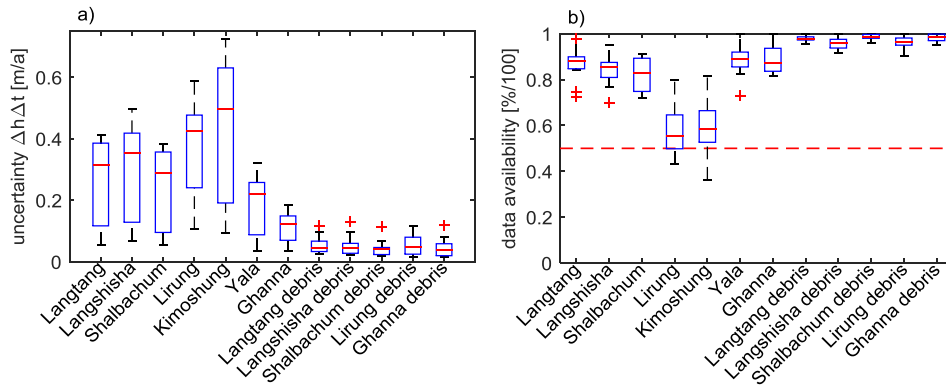 a)
uncertainty ΔhΔt [m/a]
0.6
0.4
0.2
0
Langtang
Langshisha
Shalbachum
Lirung
Kimoshung
Yala
Ghanna
Langtang debris
Langshisha debris
Shalbachum debris
Lirung debris
Ghanna debris
b)
data availability [%/100]
1
0.8
0.6
0.4
0.2
0
Langtang
Langshisha
Shalbachum
Lirung
Kimoshung
Yala
Ghanna
Langtang debris
Langshisha debris
Shalbachum debris
Lirung debris
Ghanna debris